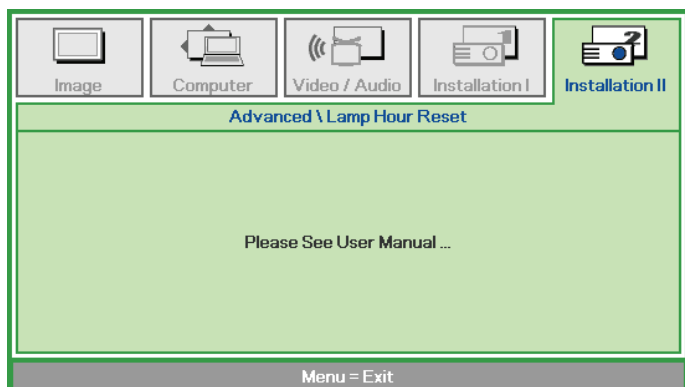 Image
Computer
Video / Audio
Installation I
Installation II
Advanced \ Lamp Hour Reset
Please See User Manual ...
Menu = Exit